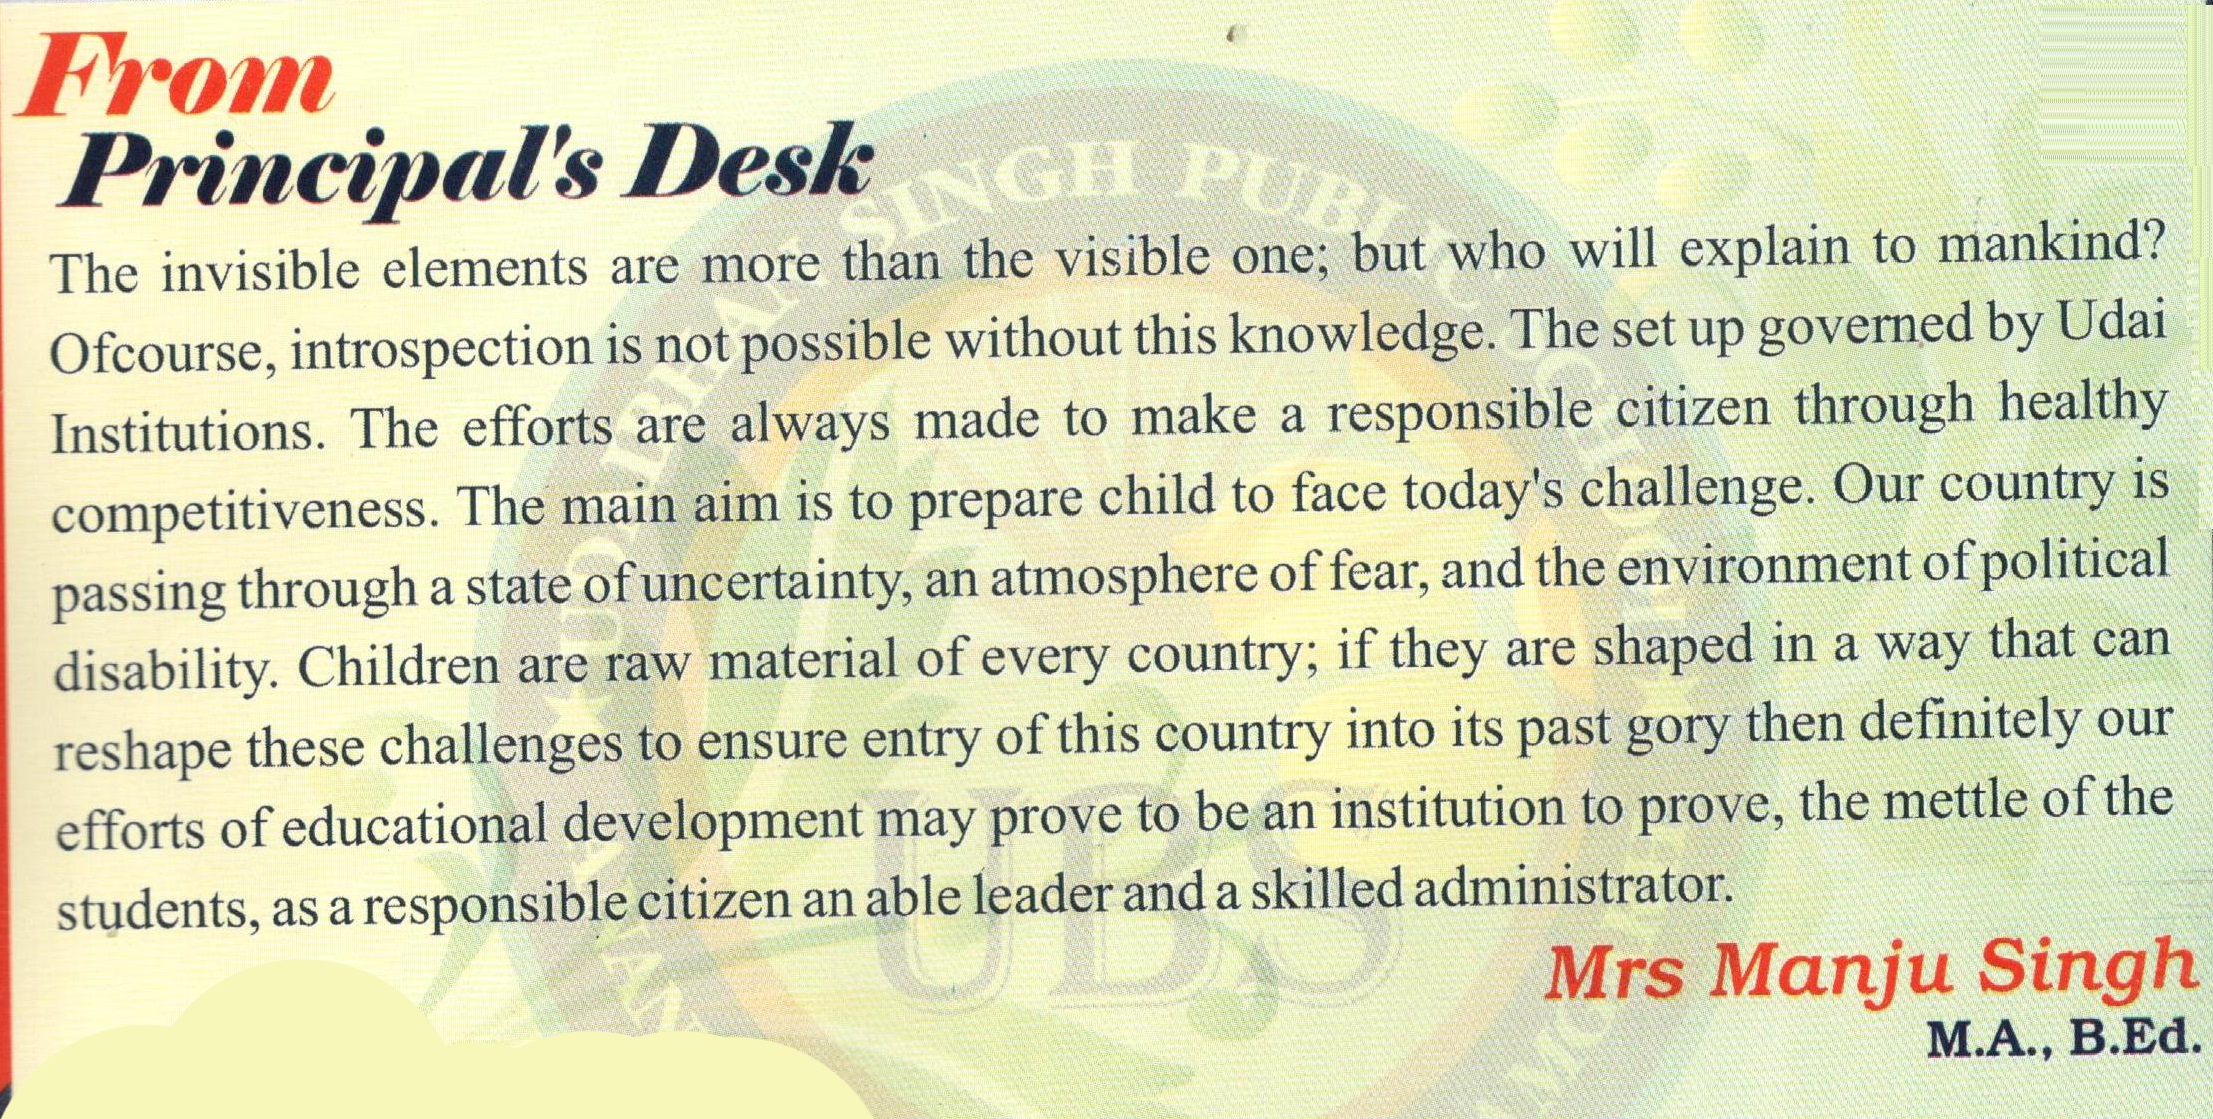 From
Principal's Desk
The invisible elements are more than the visible one; but who will explain to mankind?
Ofcourse, introspection is not possible without this knowledge. The set up governed by Udai
Institutions. The efforts are always made to make a responsible citizen through healthy
competitiveness. The main aim is to prepare child to face today's challenge. Our country is
passing through a state of uncertainty, an atmosphere of fear, and the environment of political
disability. Children are raw material of every country; if they are shaped in a way that can
reshape these challenges to ensure entry of this country into its past gory then definitely our
efforts of educational development may prove to be an institution to prove, the mettle of the
students, as a responsible citizen an able leader and a skilled administrator.
Mrs Manju Singh
M.A., B.Ed.
SINGH PUBLIC
UBS